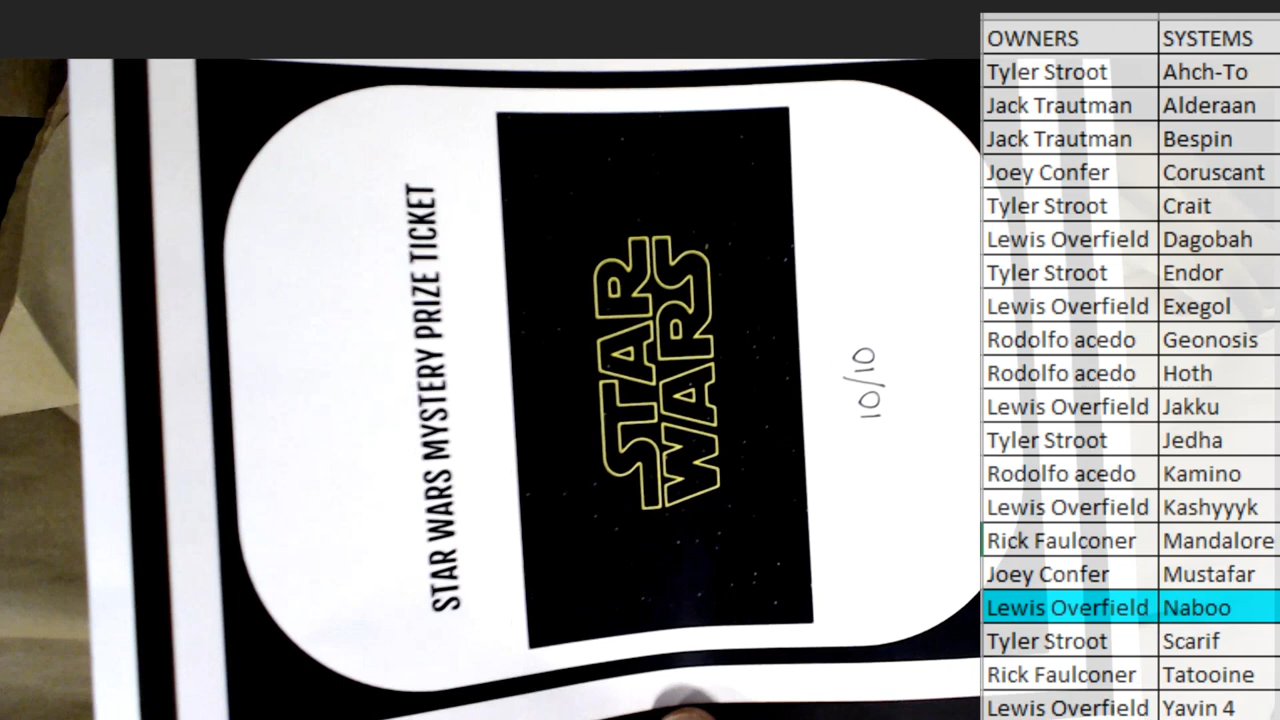 STAR WARS MYSTERY PRIZE TICKET
STAR
WARS
10/10
OWNERS SYSTEMS
Tyler Stroot Ahch-To
Jack Trautman Alderaan
Jack Trautman Bespin
Joey Confer Coruscant
Tyler Stroot Crait
Lewis Overfield Dagobah
Tyler Stroot Endor
Lewis Overfield Exegol
Rodolfo acedo Geonosis
Rodolfo acedo Hoth
Lewis Overfield Jakku
Tyler Stroot Jedha
Rodolfo acedo Kamino
Lewis Overfield Kashyyyk
Rick Faulconer Mandalore
Joey Confer Mustafar
Lewis Overfield Naboo
Tyler Stroot Scarif
Rick Faulconer Tatooine
Lewis Overfield Yavin 4